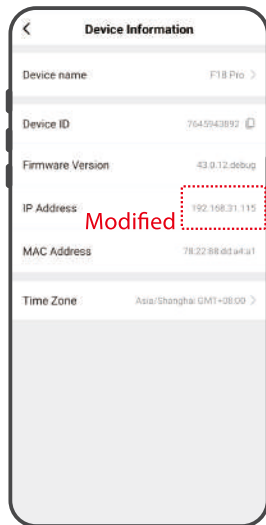 Device Information
Device name F18 Pro
Device ID 7645943892
Firmware Version 43.0.12.debug
IP Address 192.168.31.115
Modified
MAC Address 78:22:88:dd:a4:a1
Time Zone Asia/Shanghai GMT+08:00